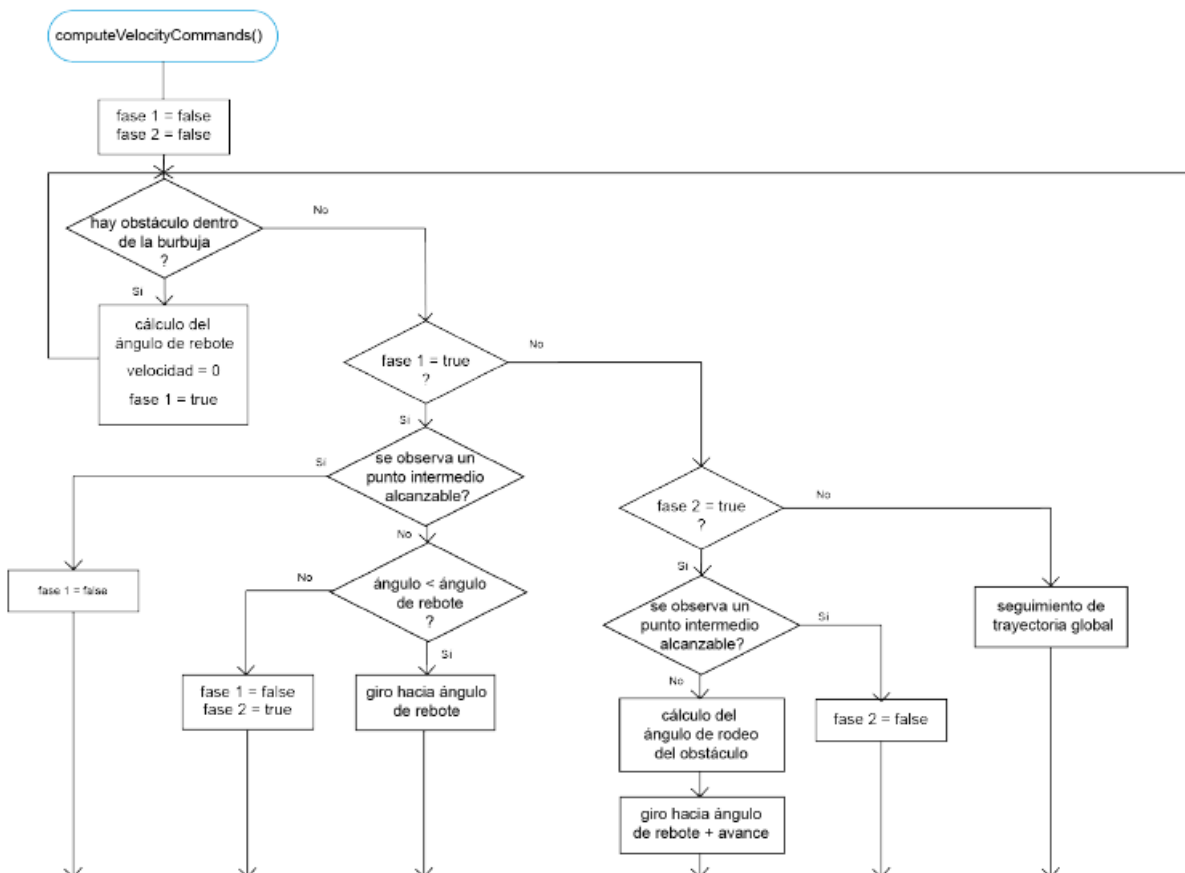 computeVelocityCommands()
fase 1 = false
fase 2 = false
hay obstáculo dentro
de la burbuja
?
No
Si
cálculo del
ángulo de rebote
velocidad = 0
fase 1 = true
fase 1 = true
?
No
Si
se observa un
punto intermedio
alcanzable?
Si
No
fase 1 = false
ángulo < ángulo
de rebote
?
No
Si
fase 1 = false
fase 2 = true
giro hacia ángulo
de rebote
fase 2 = true
?
No
Si
seguimiento de
trayectoria global
se observa un
punto intermedio
alcanzable?
Si
No
fase 2 = false
cálculo del
ángulo de rodeo
del obstáculo
giro hacia ángulo
de rebote + avance